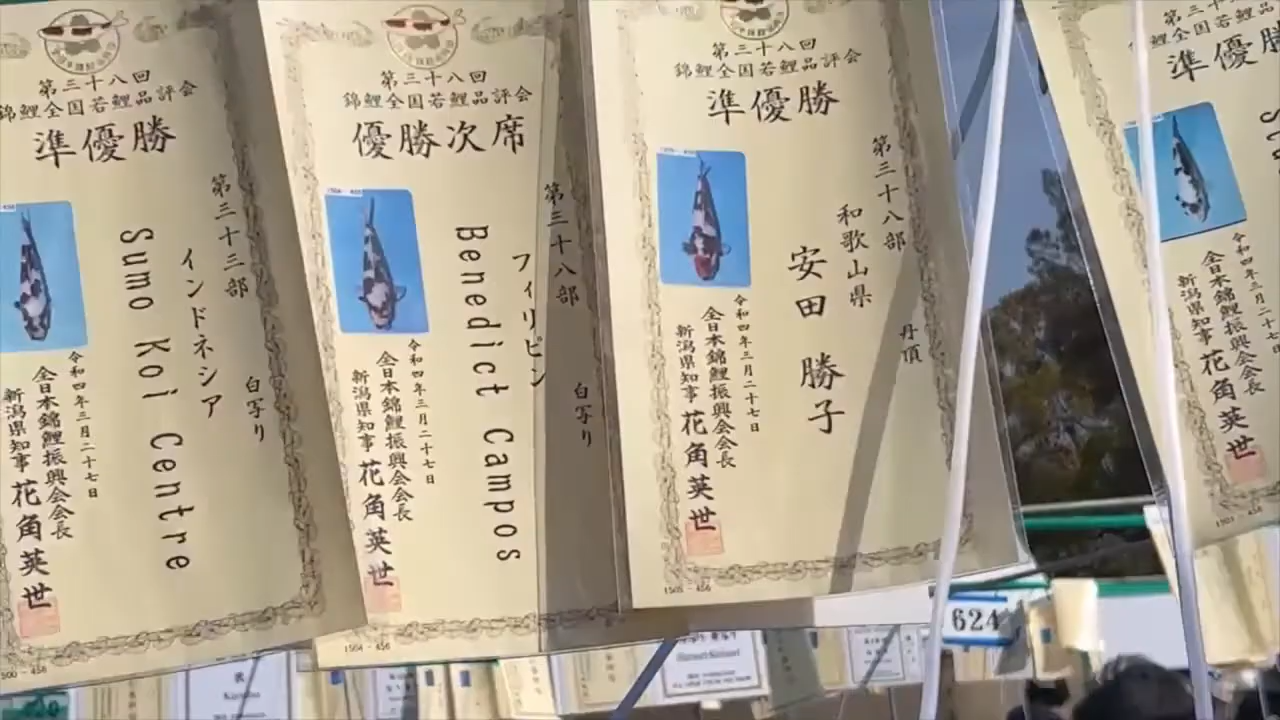 第三十八回
錦鯉全国若鯉品評会
準優勝
第三十三部
白写り
インドネシア
Sumo Koi Centre
令和四年三月二十七日
全日本錦鯉振興会会長
新潟県知事 花角英世
第三十八回
錦鯉全国若鯉品評会
優勝次席
第三十八部
白写り
フィリピン
Benedict Campos
令和四年三月二十七日
全日本錦鯉振興会会長
新潟県知事 花角英世
1504 - 456
第三十八回
錦鯉全国若鯉品評会
準優勝
第三十八部
丹頂
和歌山県
安田勝子
令和四年三月二十七日
全日本錦鯉振興会会長
新潟県知事 花角英世
1505 - 456
第三十八回
錦鯉全国若鯉品評会
準優勝
令和四年三月二十七日
全日本錦鯉振興会会長
新潟県知事 花角英世
1503 - 456
624